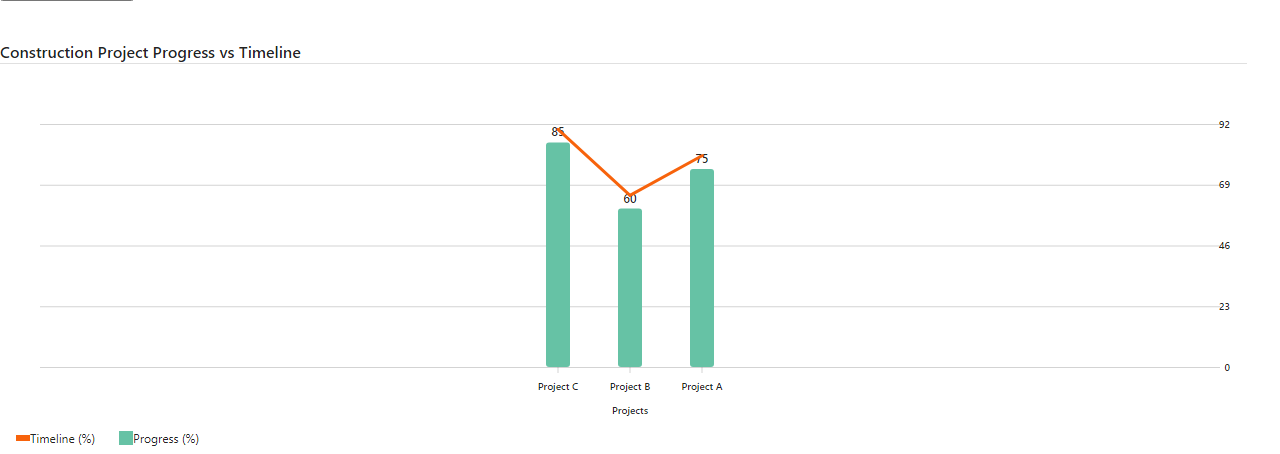 Construction Project Progress vs Timeline
92
85
75
69
60
46
23
0
Project C Project B Project A
Projects
Timeline (%) Progress (%)